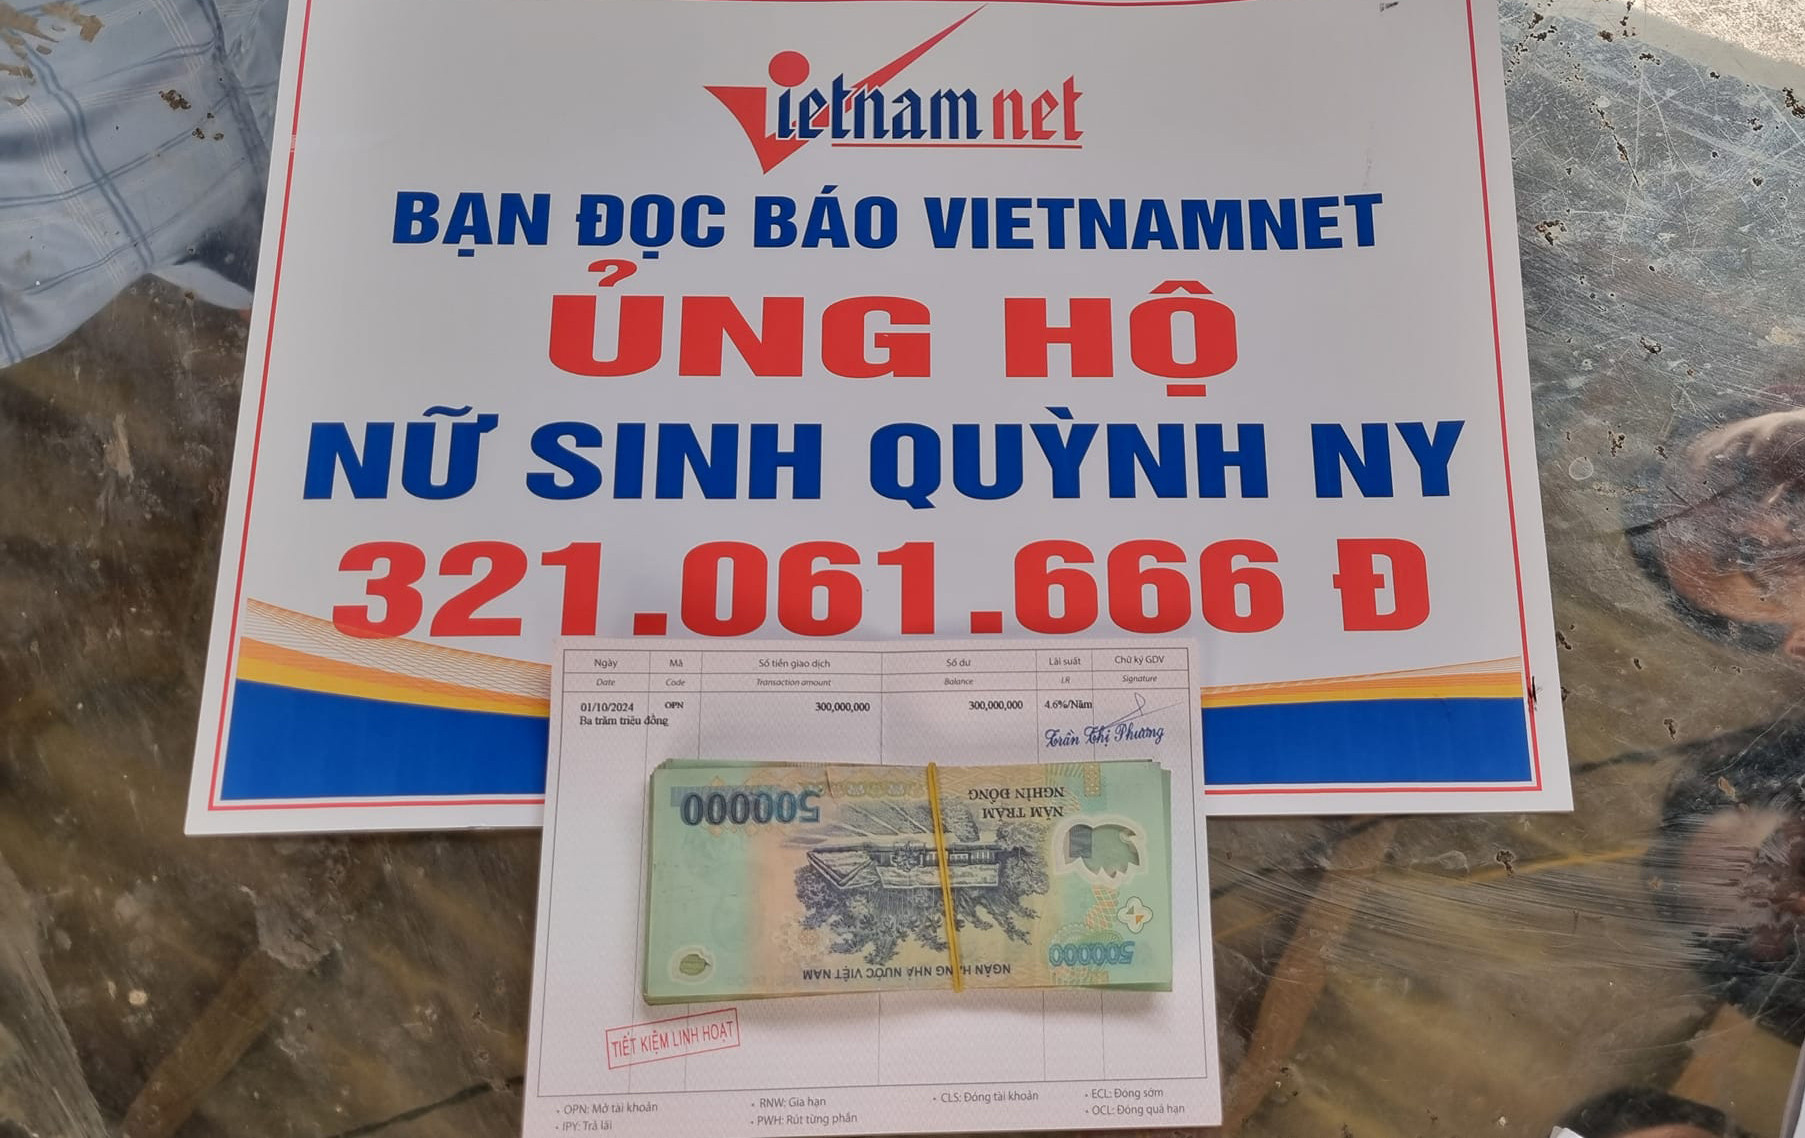 Vietnamnet
BẠN ĐỌC BÁO VIETNAMNET
ỦNG HỘ
NỮ SINH QUỲNH NY
321.061.666 Đ
Ngày Mã Số tiền giao dịch Số dư Lãi suất Chữ ký GDV
Date Code Transaction amount Balance I.R Signature
01/10/2024 OPN 300,000,000 300,000,000 4.6%/Năm
Ba trăm triệu đồng
Trần Thị Phương
500000
NĂM TRĂM
NGHÌN ĐỒNG
500000
NGÂN HÀNG NHÀ NƯỚC VIỆT NAM
TIẾT KIỆM LINH HOẠT
• OPN: Mở tài khoản • RNW: Gia hạn • CLS: Đóng tài khoản • ECL: Đóng sớm
• IPY: Trả lãi • PWH: Rút từng phần • OCL: Đóng quá hạn